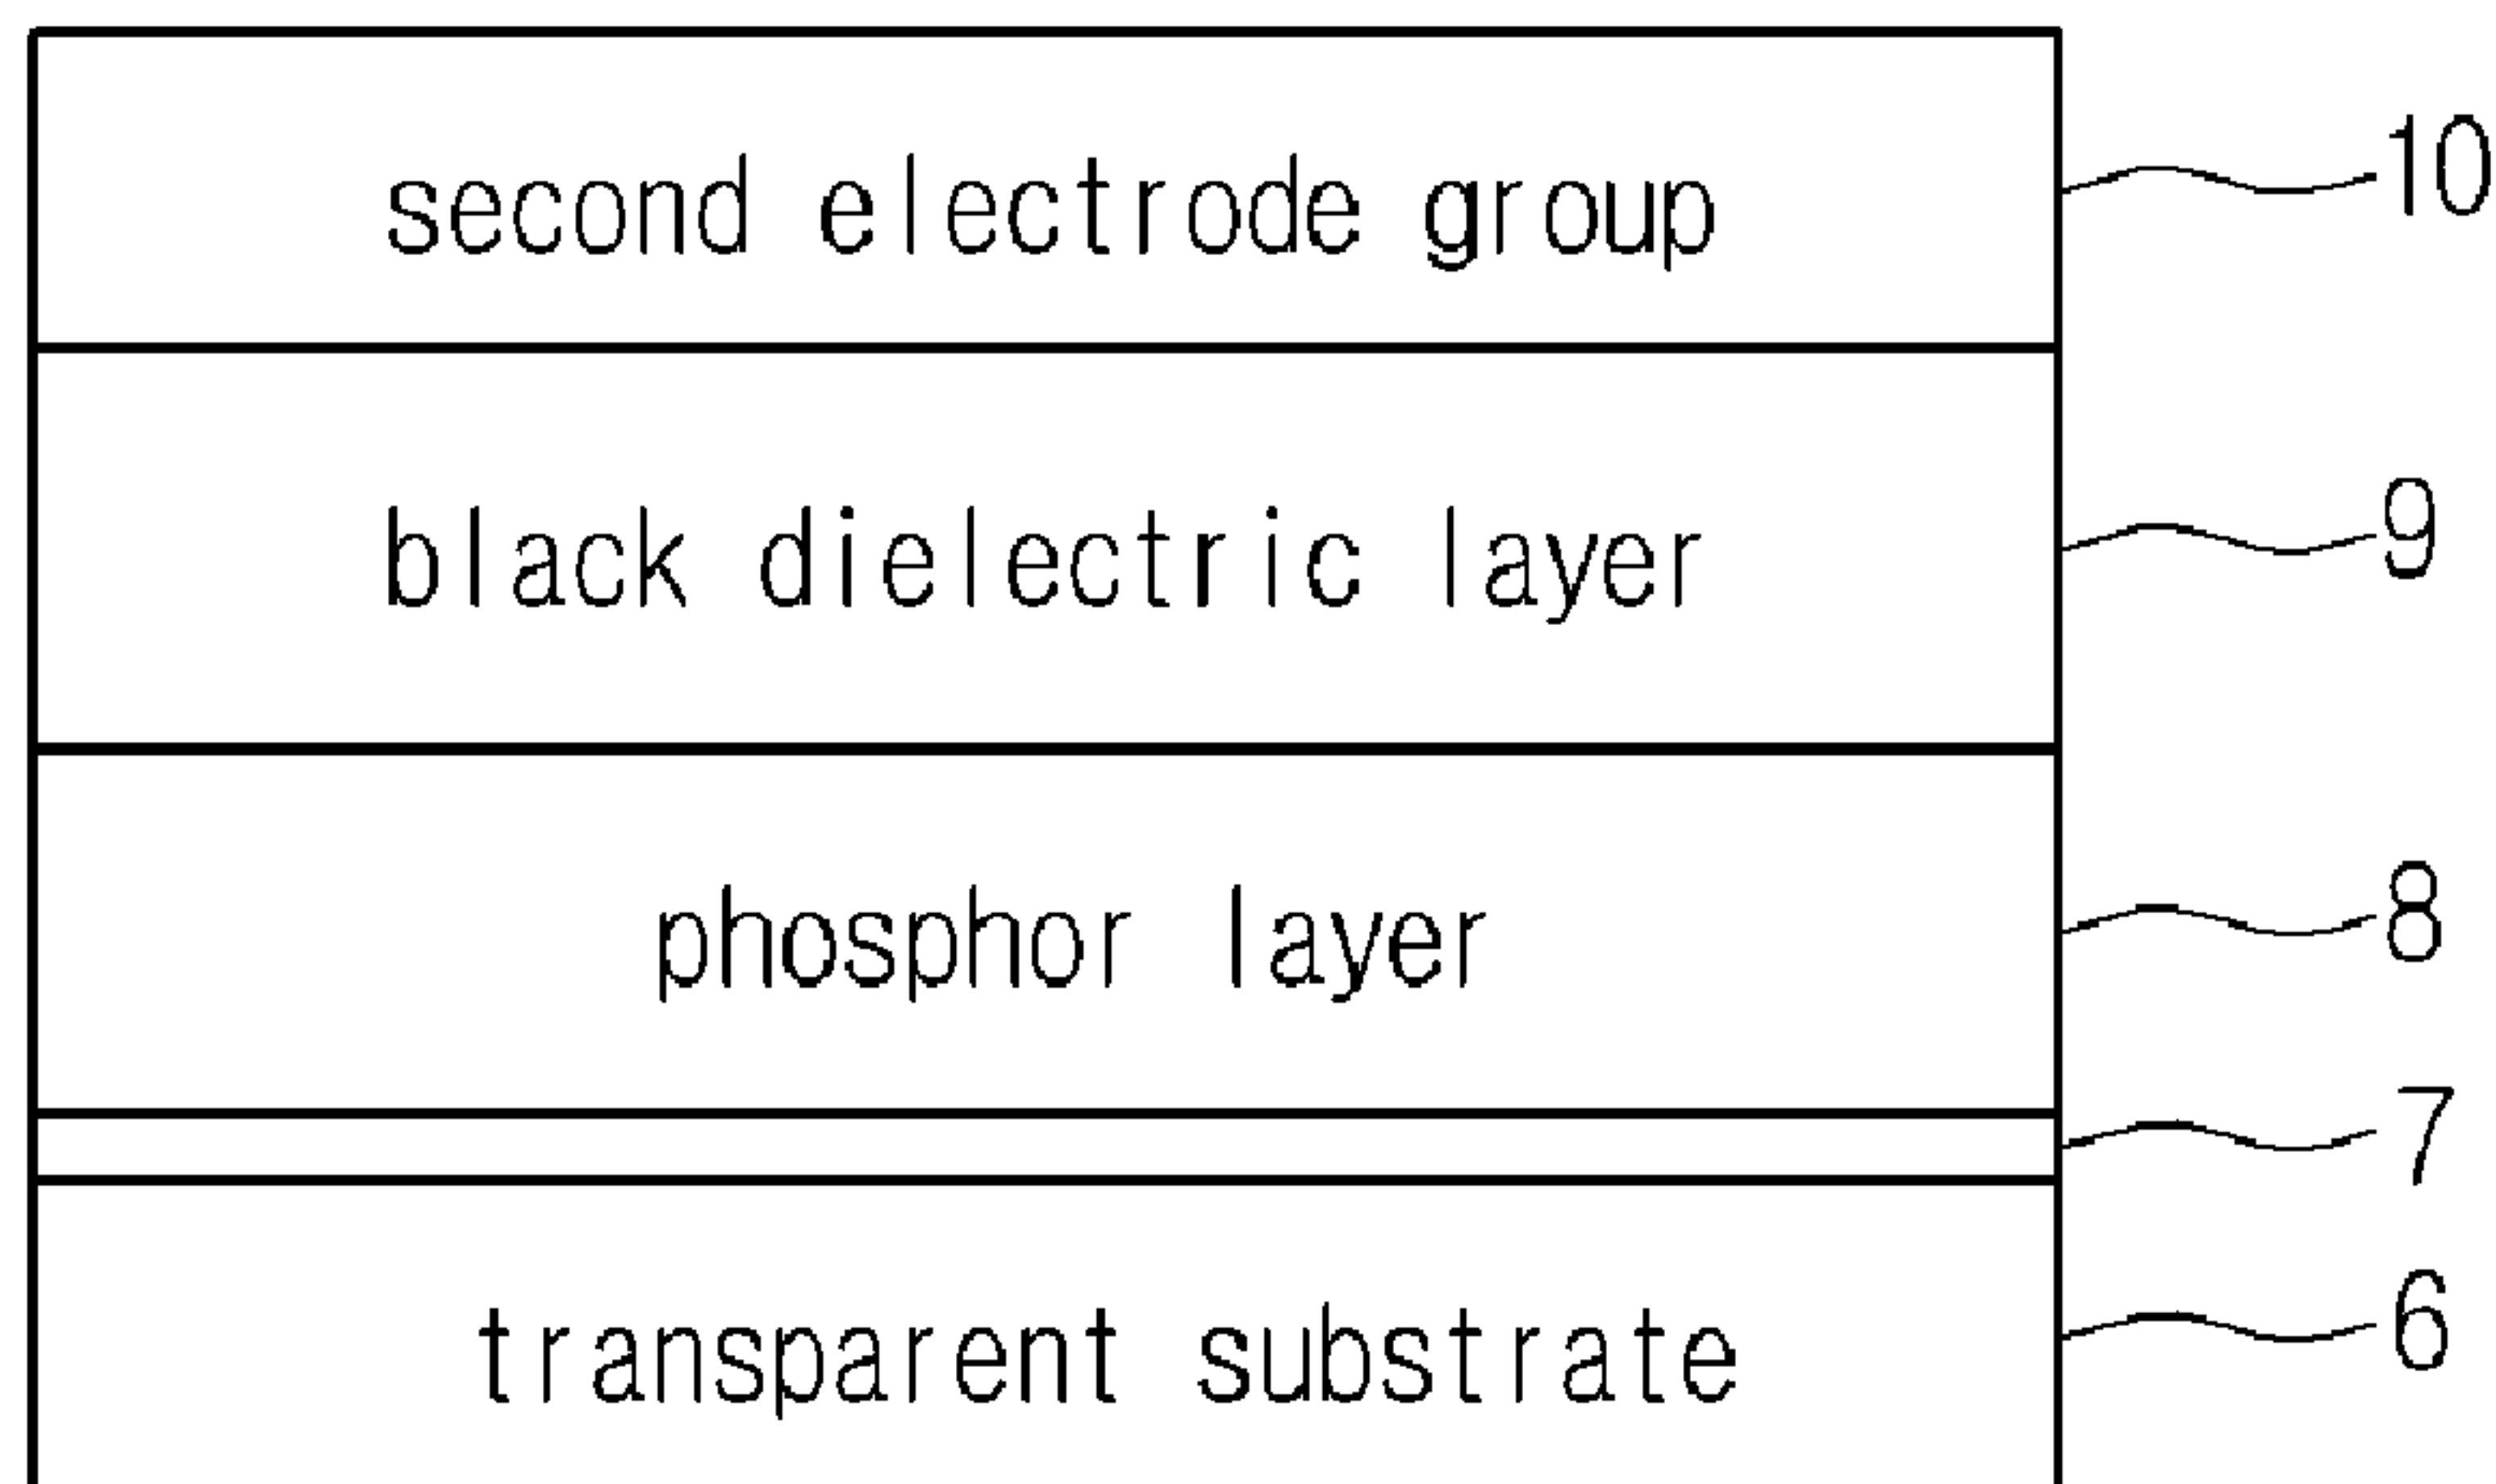 second electrode group 10
black dielectric layer 9
phosphor layer 8
7
transparent substrate 6